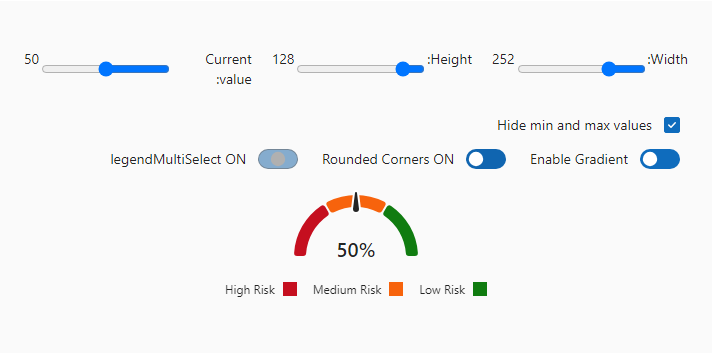 Width:
252
Height:
128
Current value:
50
Hide min and max values
Enable Gradient
Rounded Corners ON
legendMultiSelect ON
50%
High Risk
Medium Risk
Low Risk